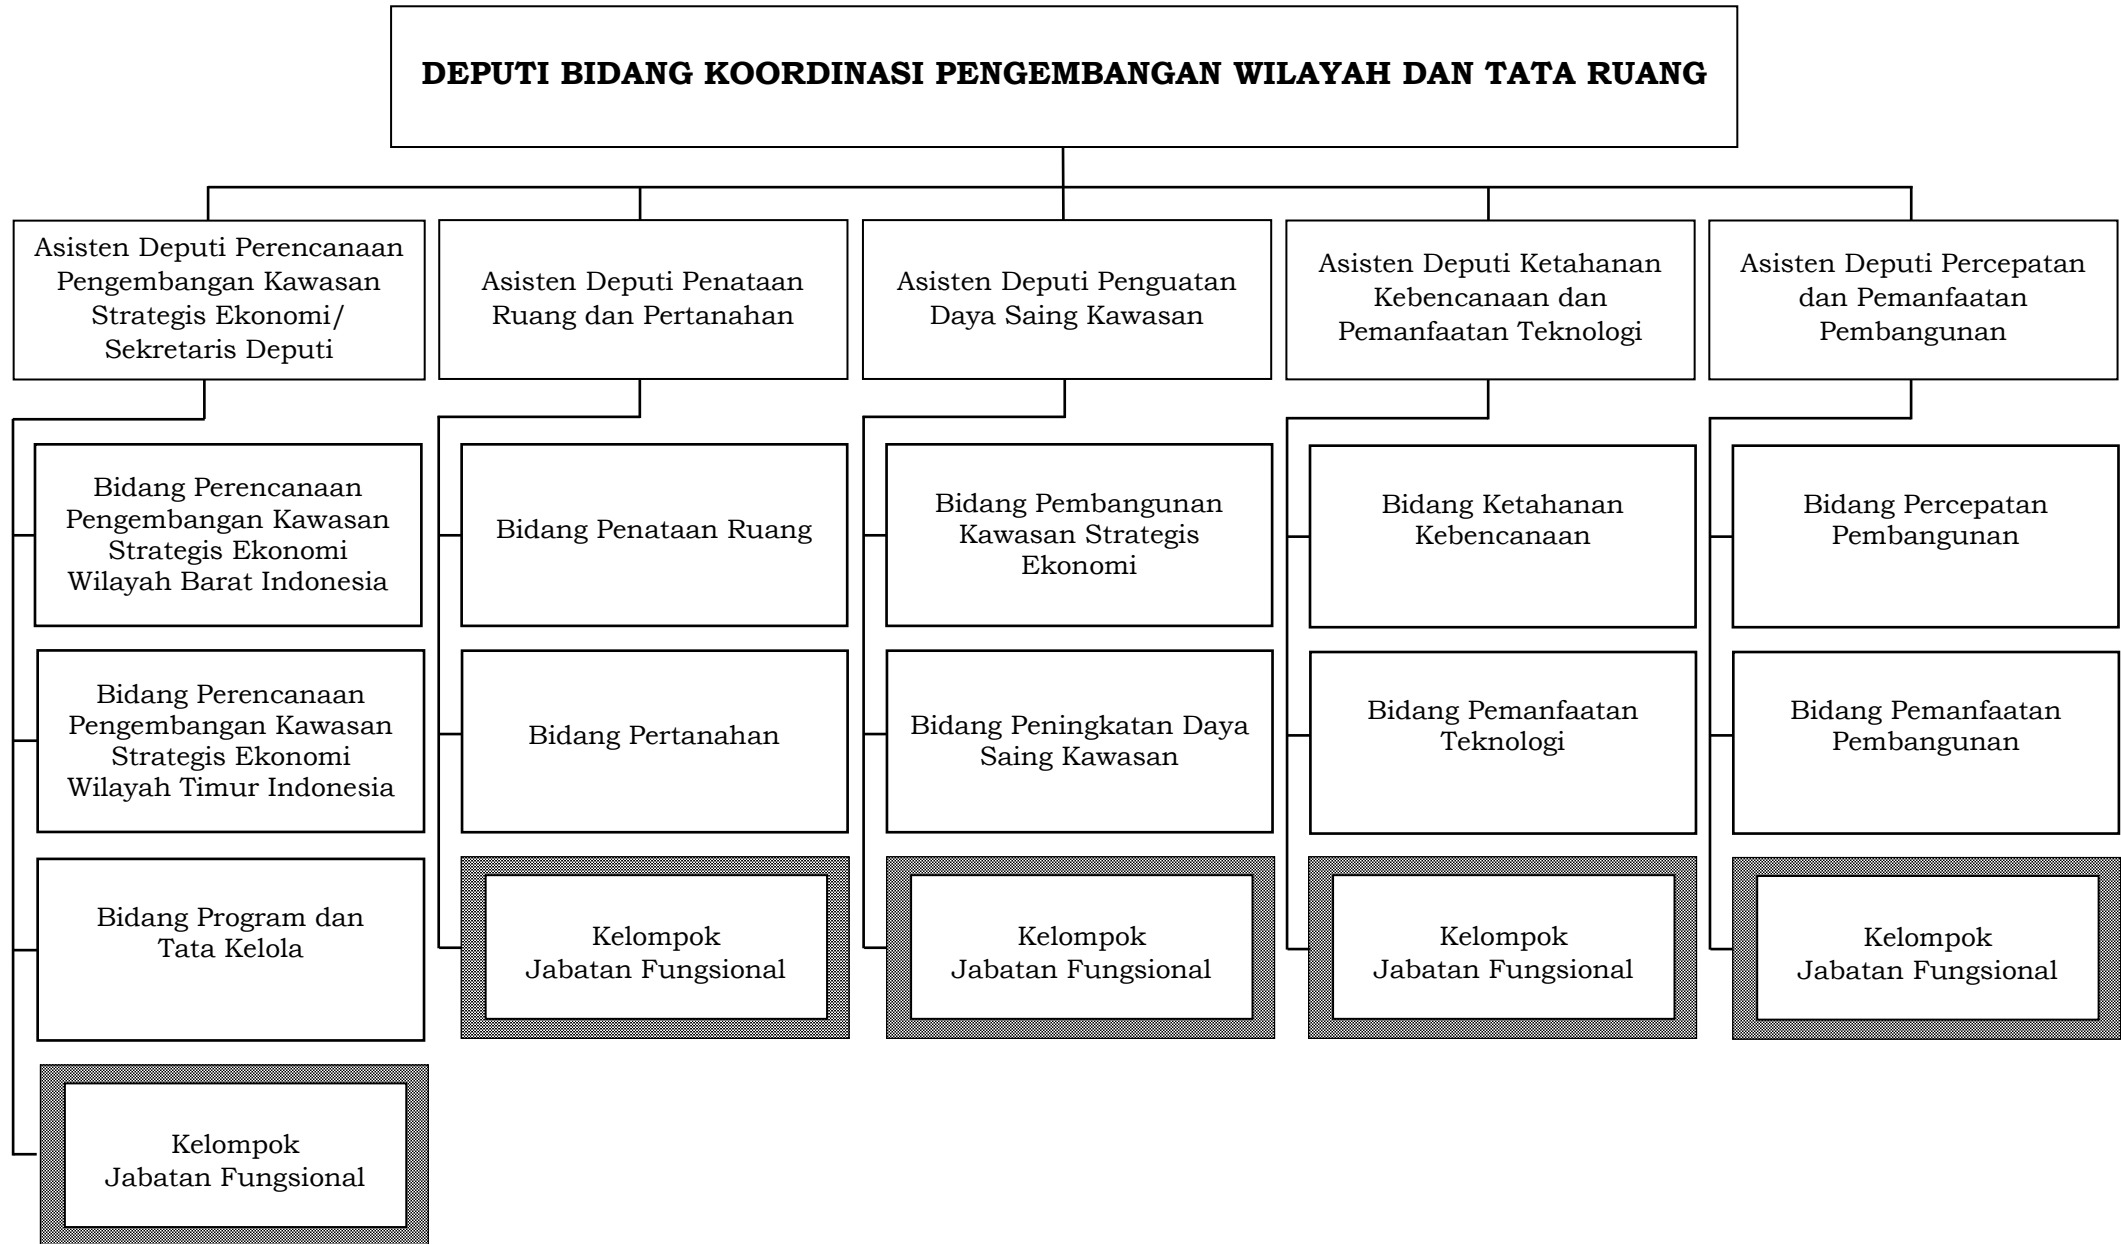 DEPUTI BIDANG KOORDINASI PENGEMBANGAN WILAYAH DAN TATA RUANG
Asisten Deputi Perencanaan
Pengembangan Kawasan
Strategis Ekonomi/
Sekretaris Deputi
Asisten Deputi Penataan
Ruang dan Pertanahan
Asisten Deputi Penguatan
Daya Saing Kawasan
Asisten Deputi Ketahanan
Kebencanaan dan
Pemanfaatan Teknologi
Asisten Deputi Percepatan
dan Pemanfaatan
Pembangunan
Bidang Perencanaan
Pengembangan Kawasan
Strategis Ekonomi
Wilayah Barat Indonesia
Bidang Penataan Ruang
Bidang Pembangunan
Kawasan Strategis
Ekonomi
Bidang Ketahanan
Kebencanaan
Bidang Percepatan
Pembangunan
Bidang Perencanaan
Pengembangan Kawasan
Strategis Ekonomi
Wilayah Timur Indonesia
Bidang Pertanahan
Bidang Peningkatan Daya
Saing Kawasan
Bidang Pemanfaatan
Teknologi
Bidang Pemanfaatan
Pembangunan
Bidang Program dan
Tata Kelola
Kelompok
Jabatan Fungsional
Kelompok
Jabatan Fungsional
Kelompok
Jabatan Fungsional
Kelompok
Jabatan Fungsional
Kelompok
Jabatan Fungsional